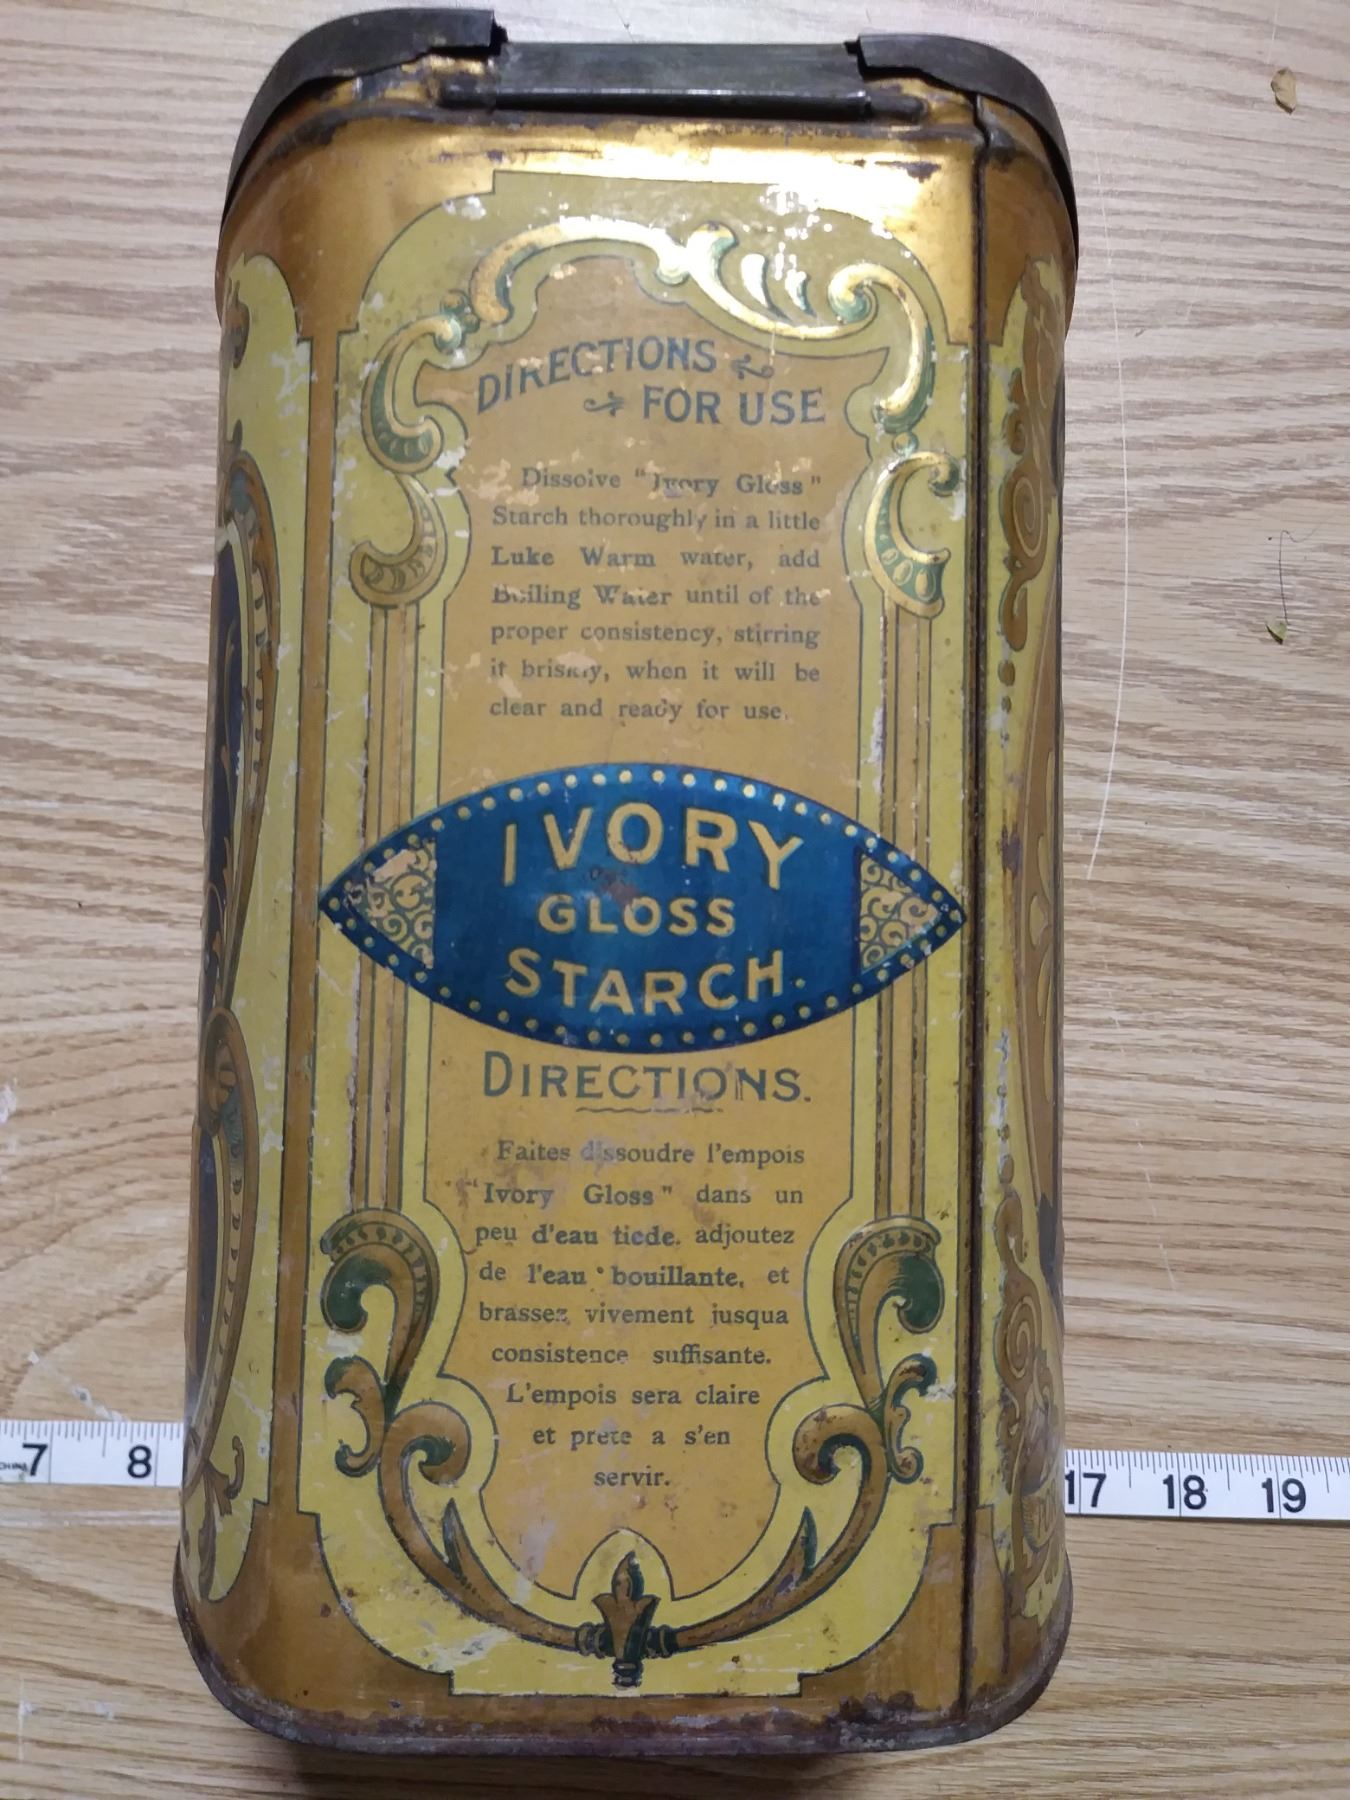 DIRECTIONS
FOR USE
Dissolve "Ivory Gloss"
Starch thoroughly in a little
Luke Warm water, add
Boiling Water until of the
proper consistency, stirring
it briskly, when it will be
clear and ready for use.
IVORY
GLOSS
STARCH.
DIRECTIONS.
Faites dissoudre l'empois
"Ivory Gloss" dans un
peu d'eau tiede. adjoutez
de l'eau bouillante, et
brassez vivement jusqua
consistence suffisante.
L'empois sera claire
et prete a s'en
servir.
7 8 17 18 19